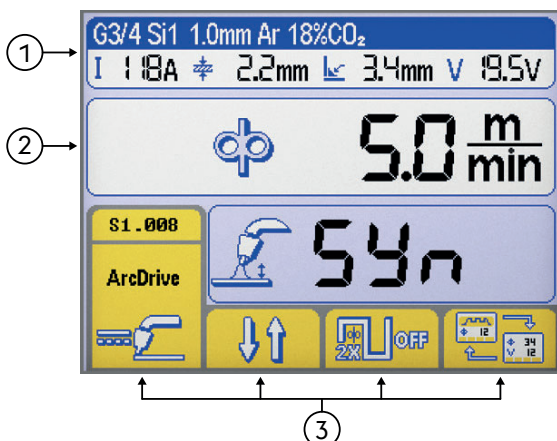 G3/4 Si1 1.0mm Ar 18%CO₂
I 118A 2.2mm 3.4mm V 19.5V
1
2
5.0 m/min
S1.008
ArcDrive
Syn
2X OFF
12
34
V 12
3